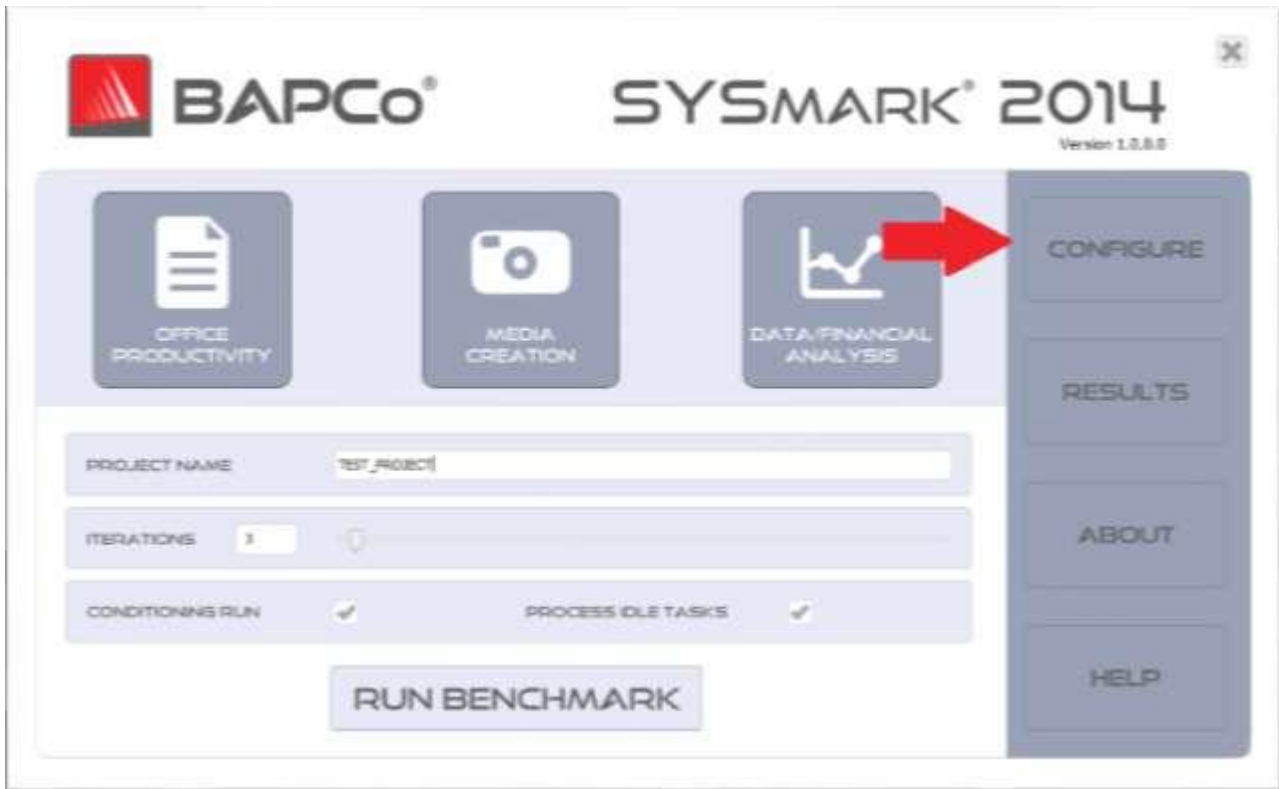 BAPCo®
SYSMARK® 2014
Version 1.0.0.0
OFFICE
PRODUCTIVITY
MEDIA
CREATION
DATA/FINANCIAL
ANALYSIS
CONFIGURE
RESULTS
ABOUT
HELP
PROJECT NAME TEST_PROJECT
ITERATIONS 3
CONDITIONING RUN PROCESS IDLE TASKS
RUN BENCHMARK